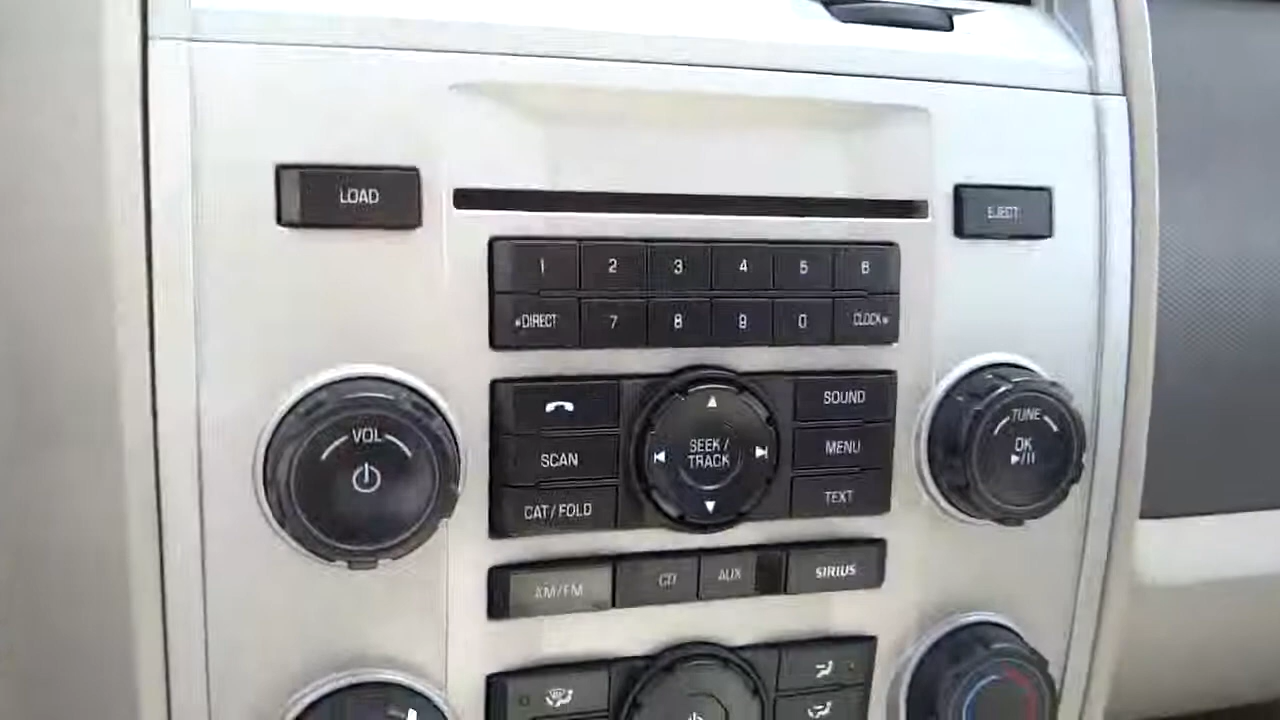 LOAD
EJECT
1 2 3 4 5 6
DIRECT 7 8 9 0 CLOCK
SOUND
VOL
SCAN
SEEK /
TRACK
MENU
TUNE
OK
CAT / FOLD
TEXT
AM/FM
CD
AUX
SIRIUS